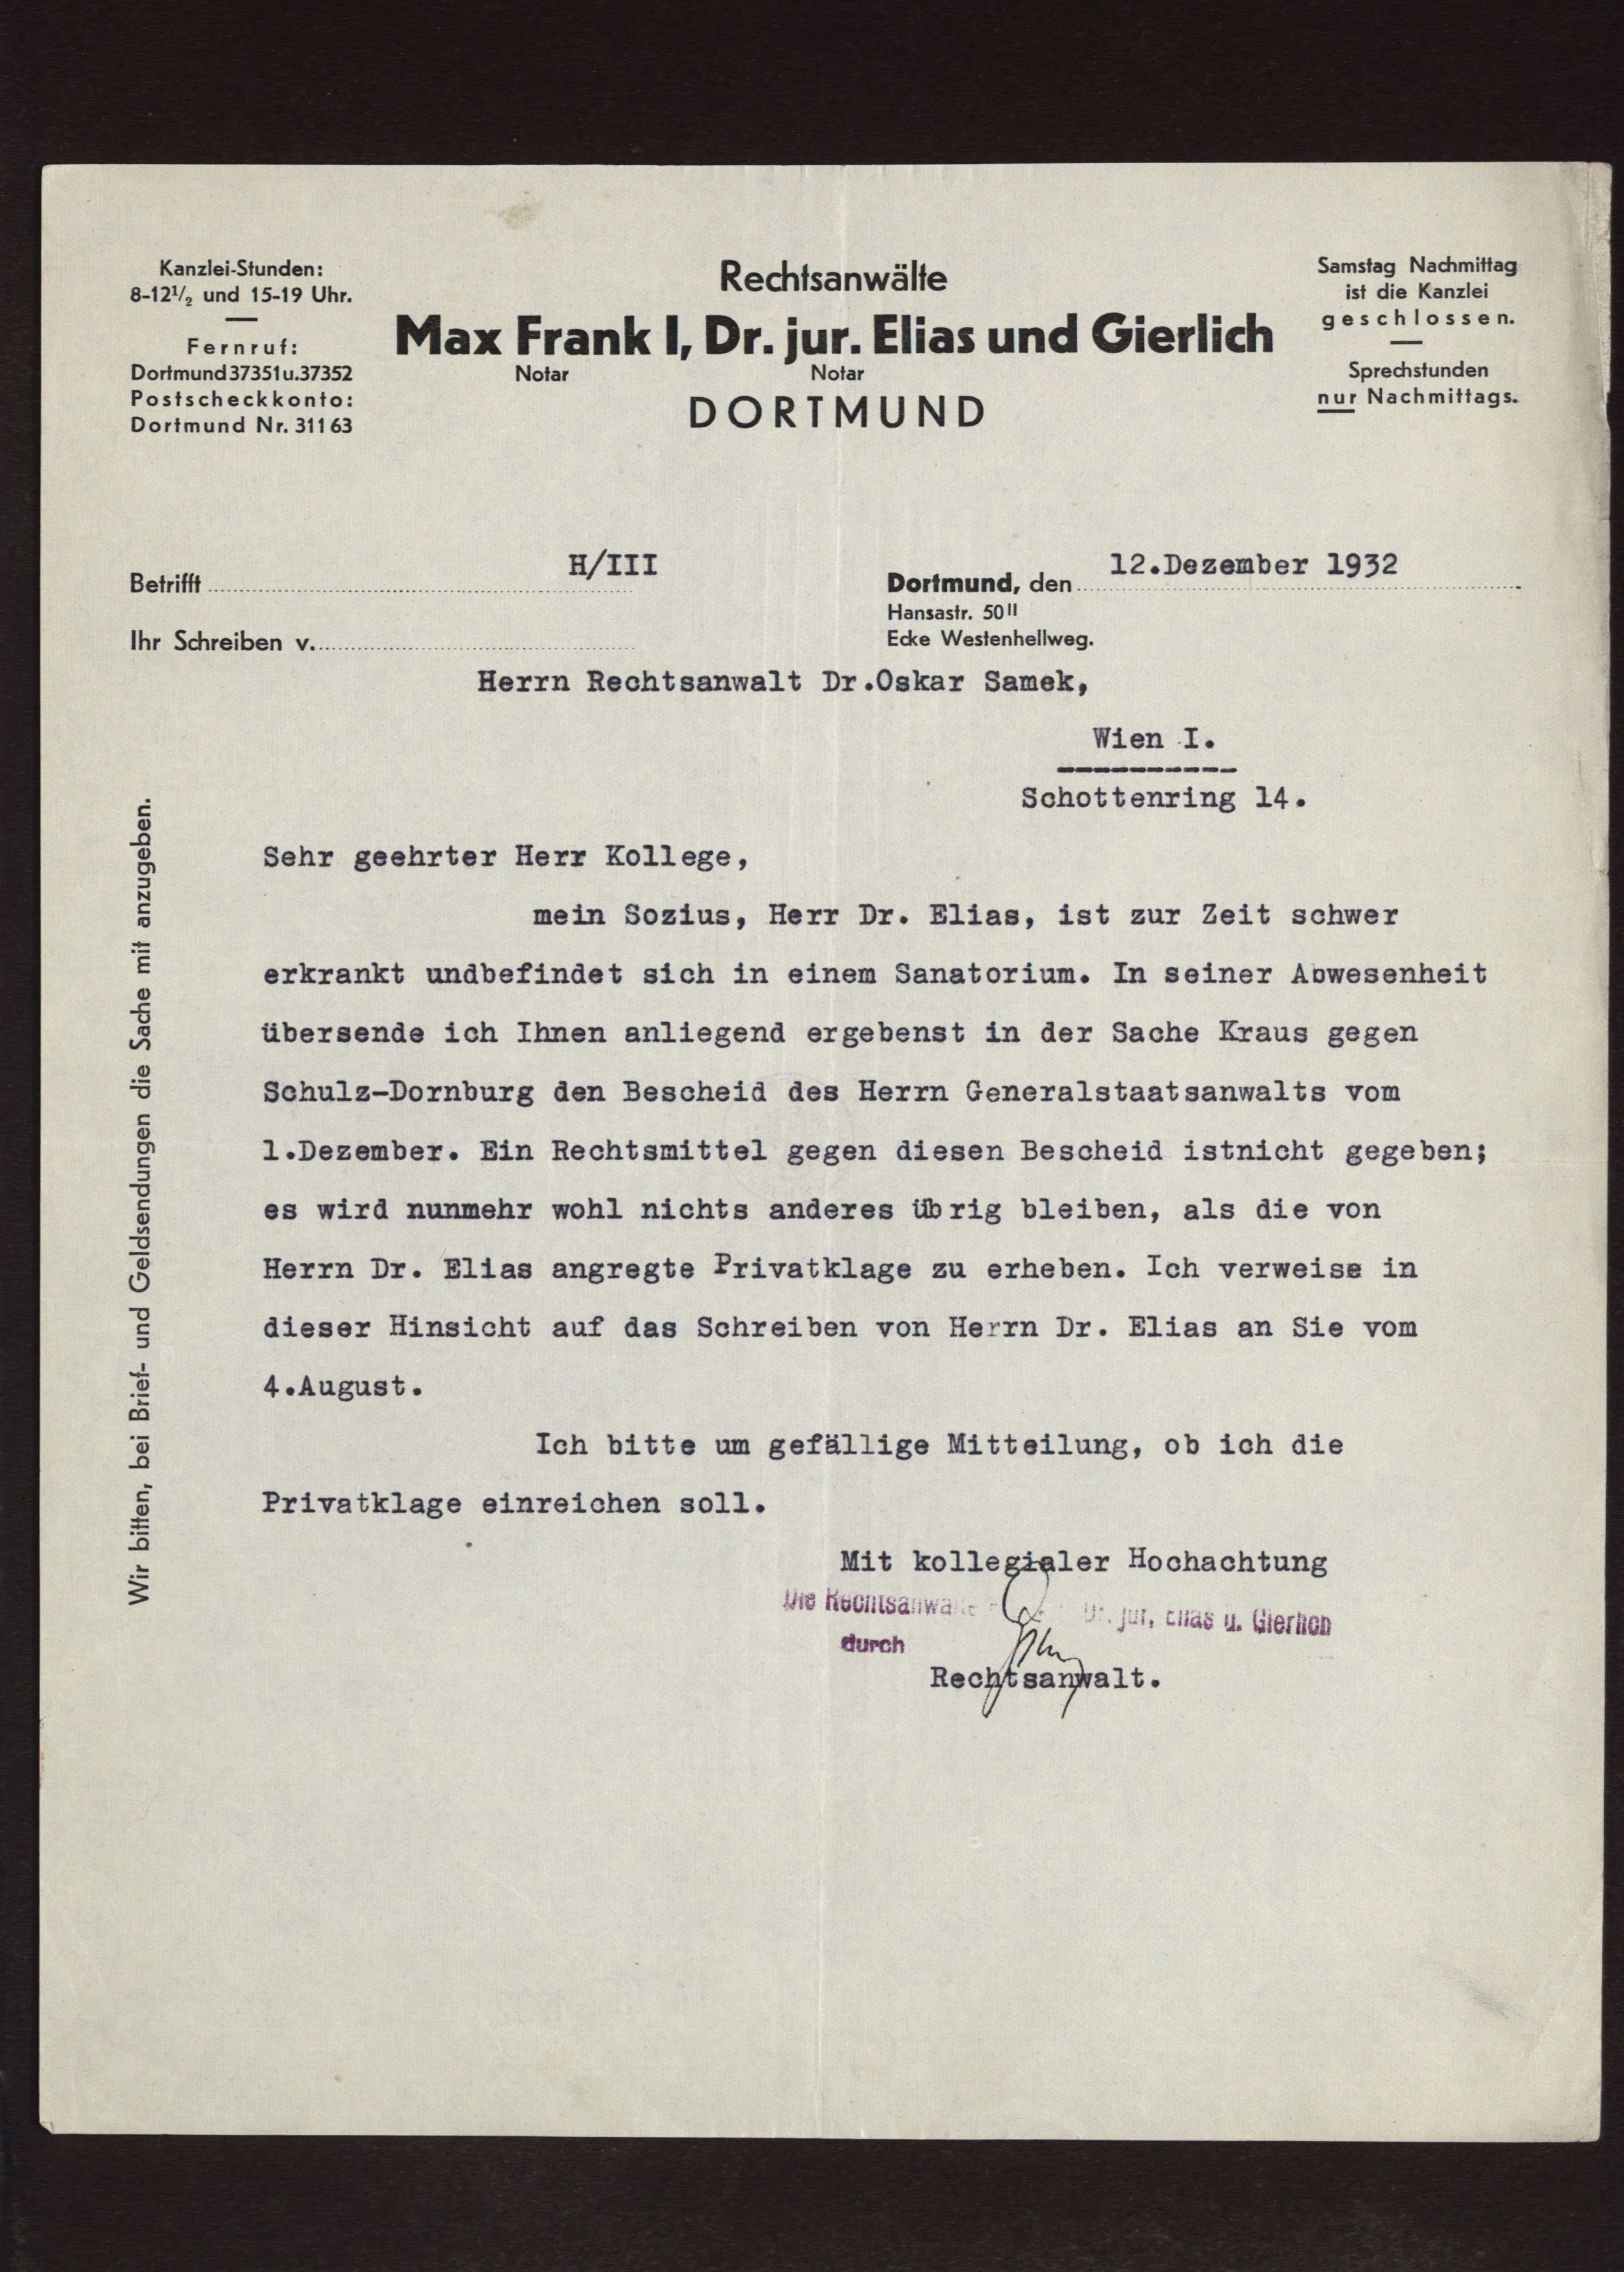 Kanzlei-Stunden:
8-12½ und 15-19 Uhr.
Fernruf:
Dortmund 37351 u. 37352
Postscheckkonto:
Dortmund Nr. 31163
Rechtsanwälte
Max Frank I, Dr. jur. Elias und Gierlich
Notar Notar
DORTMUND
Samstag Nachmittag
ist die Kanzlei
geschlossen.
Sprechstunden
nur Nachmittags.
Betrifft H/III
Ihr Schreiben v.
Dortmund, den 12.Dezember 1932
Hansastr. 50 II
Ecke Westenhellweg.
Herrn Rechtsanwalt Dr.Oskar Samek,
Wien I.
Schottenring 14.
Wir bitten, bei Brief- und Geldsendungen die Sache mit anzugeben.
Sehr geehrter Herr Kollege,
mein Sozius, Herr Dr. Elias, ist zur Zeit schwer
erkrankt undbefindet sich in einem Sanatorium. In seiner Abwesenheit
übersende ich Ihnen anliegend ergebenst in der Sache Kraus gegen
Schulz-Dornburg den Bescheid des Herrn Generalstaatsanwalts vom
1.Dezember. Ein Rechtsmittel gegen diesen Bescheid istnicht gegeben;
es wird nunmehr wohl nichts anderes übrig bleiben, als die von
Herrn Dr. Elias angregte Privatklage zu erheben. Ich verweise in
dieser Hinsicht auf das Schreiben von Herrn Dr. Elias an Sie vom
4.August.
Ich bitte um gefällige Mitteilung, ob ich die
Privatklage einreichen soll.
Mit kollegialer Hochachtung
Die Rechtsanwälte Dr. jur. Elias u. Gierlich
durch
Rechtsanwalt.